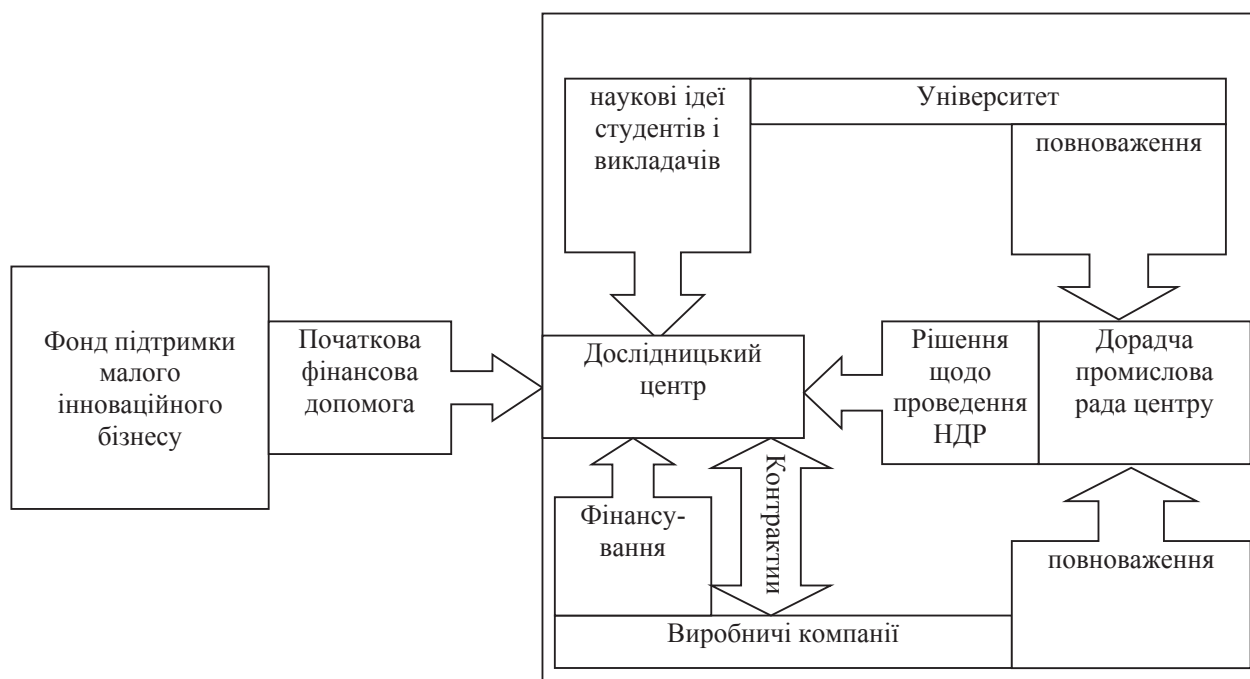 наукові ідеї
студентів і
викладачів
Університет
повноваження
Фонд підтримки
малого
інноваційного
бізнесу
Початкова
фінансова
допомога
Дослідницький
центр
Рішення
щодо
проведення
НДР
Дорадча
промислова
рада центру
Фінансу-
вання
Контрактии
повноваження
Виробничі компанії